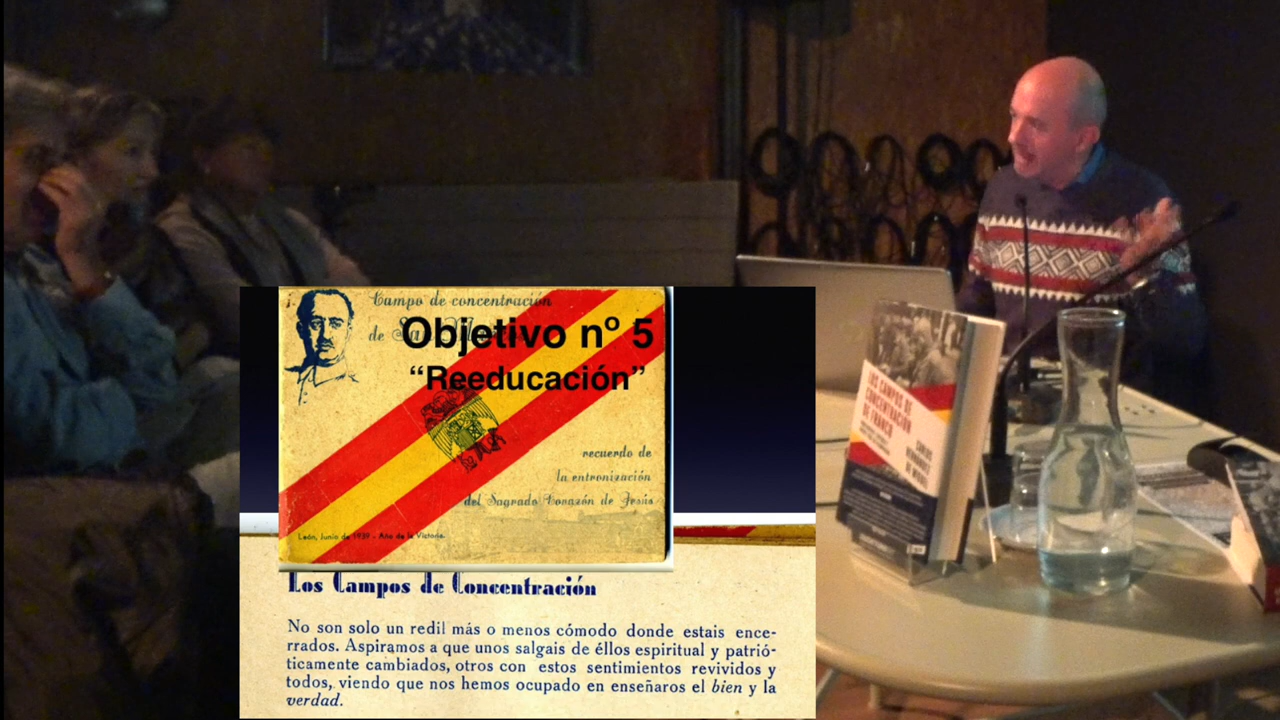 Campo de concentración
de San
Objetivo nº 5
“Reeducación”
recuerdo de
la entronización
del Sagrado Corazón de Jesús
León, Junio de 1939 - Año de la Victoria.
Los Campos de Concentración
No son solo un redil más o menos cómodo donde estais ence-
rrados. Aspiramos a que unos salgais de éllos espiritual y patrió-
ticamente cambiados, otros con estos sentimientos revividos y
todos, viendo que nos hemos ocupado en enseñaros el bien y la
verdad.
LOS CAMPOS DE
CONCENTRACIÓN
DE FRANCO
CARLOS
HERNÁNDEZ
DE MIGUEL